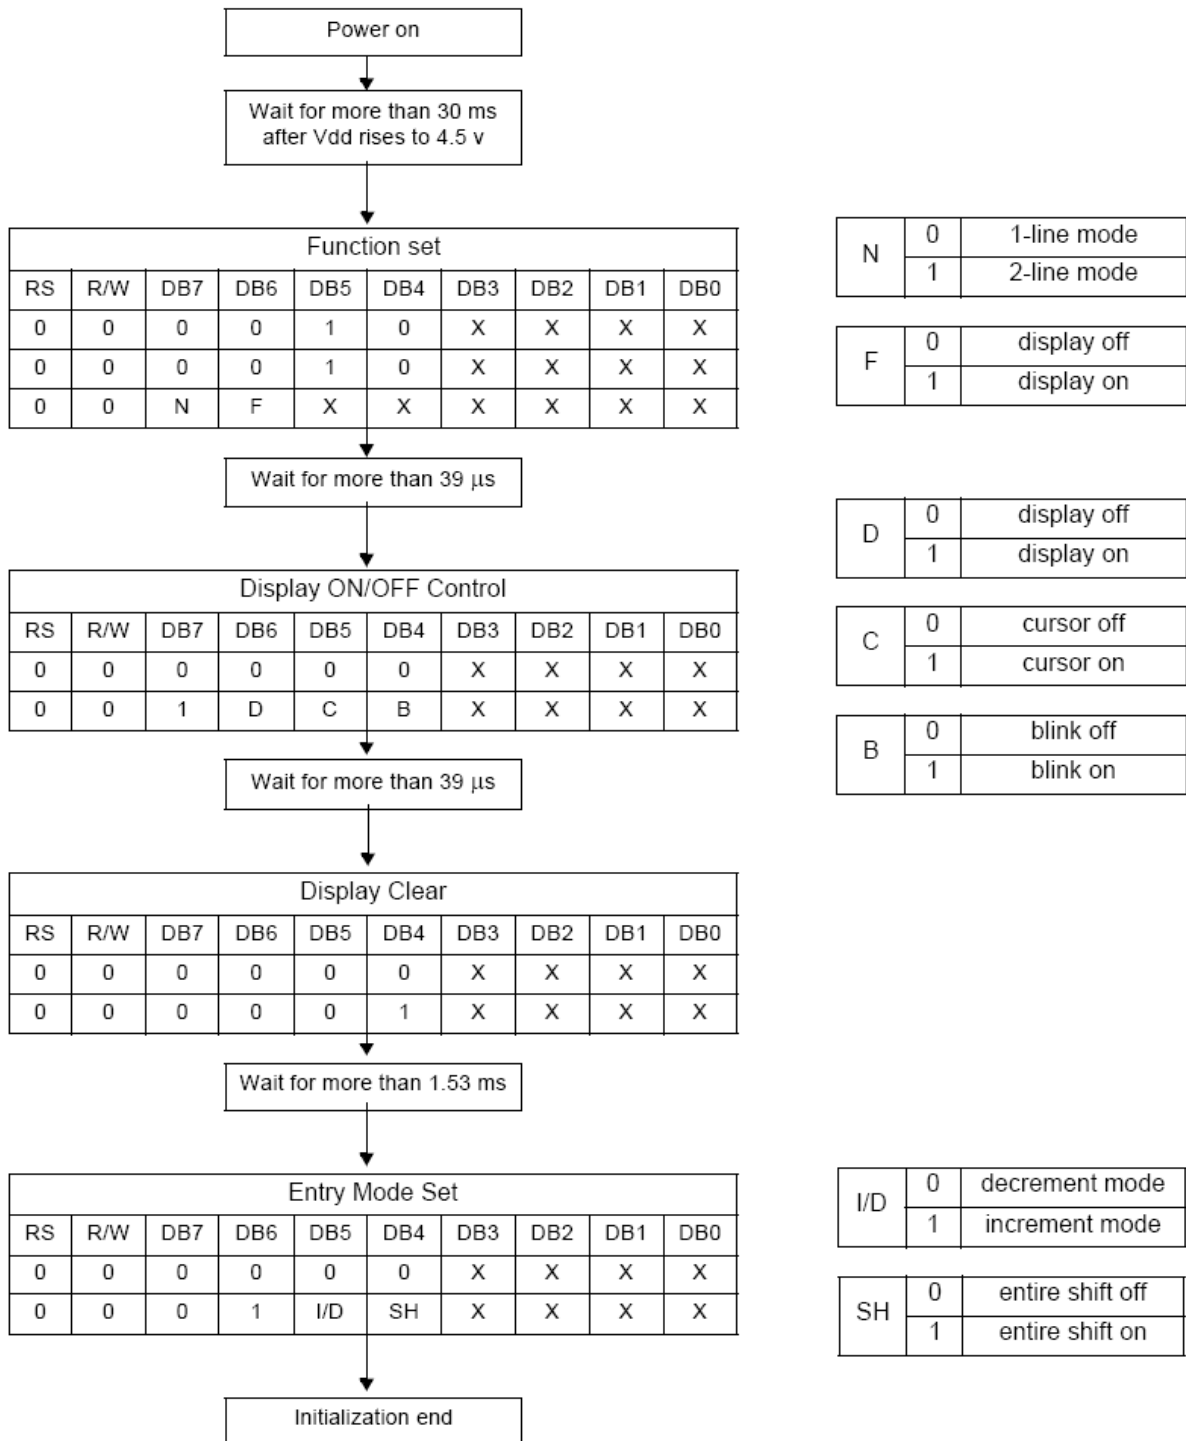 Power on
Wait for more than 30 ms
after Vdd rises to 4.5 v
Function set
RS R/W DB7 DB6 DB5 DB4 DB3 DB2 DB1 DB0
0 0 0 0 1 0 X X X X
0 0 0 0 1 0 X X X X
0 0 N F X X X X X X
N
0 1-line mode
1 2-line mode
F
0 display off
1 display on
Wait for more than 39 μs
Display ON/OFF Control
RS R/W DB7 DB6 DB5 DB4 DB3 DB2 DB1 DB0
0 0 0 0 0 0 X X X X
0 0 1 D C B X X X X
D
0 display off
1 display on
C
0 cursor off
1 cursor on
B
0 blink off
1 blink on
Wait for more than 39 μs
Display Clear
RS R/W DB7 DB6 DB5 DB4 DB3 DB2 DB1 DB0
0 0 0 0 0 0 X X X X
0 0 0 0 0 1 X X X X
Wait for more than 1.53 ms
Entry Mode Set
RS R/W DB7 DB6 DB5 DB4 DB3 DB2 DB1 DB0
0 0 0 0 0 0 X X X X
0 0 0 1 I/D SH X X X X
I/D
0 decrement mode
1 increment mode
SH
0 entire shift off
1 entire shift on
Initialization end